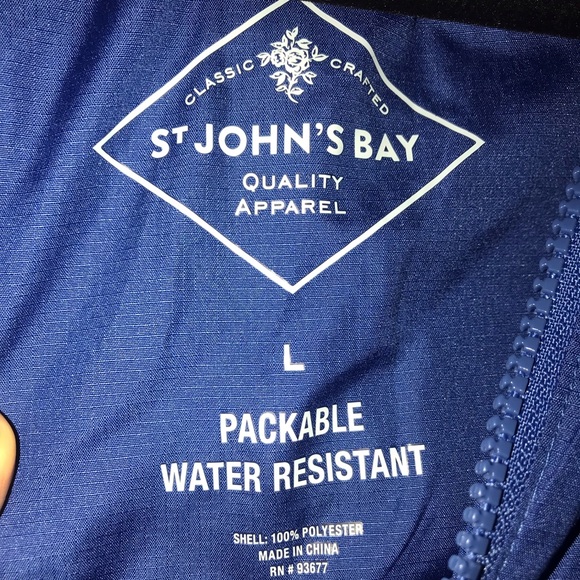 CLASSIC CRAFTED
ST JOHN'S BAY
QUALITY
APPAREL
L
PACKABLE
WATER RESISTANT
SHELL: 100% POLYESTER
MADE IN CHINA
RN # 93677